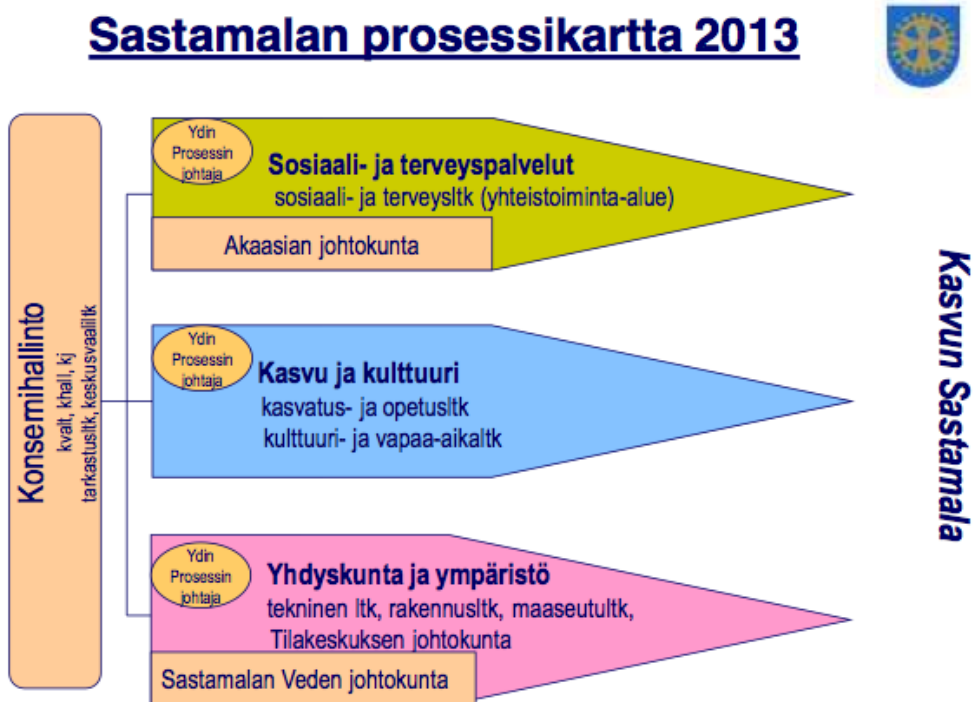 Sastamalan prosessikartta 2013
Konsernihallinto
kvalt, khall, kj
tarkastusltk, keskusvaaliltk
Ydin
Prosessin
johtaja
Sosiaali- ja terveyspalvelut
sosiaali- ja terveysltk (yhteistoiminta-alue)
Akaasian johtokunta
Ydin
Prosessin
johtaja
Kasvu ja kulttuuri
kasvatus- ja opetusltk
kulttuuri- ja vapaa-aikaltk
Ydin
Prosessin
johtaja
Yhdyskunta ja ympäristö
tekninen ltk, rakennusltk, maaseutultk,
Tilakeskuksen johtokunta
Sastamalan Veden johtokunta
Kasvun Sastamala